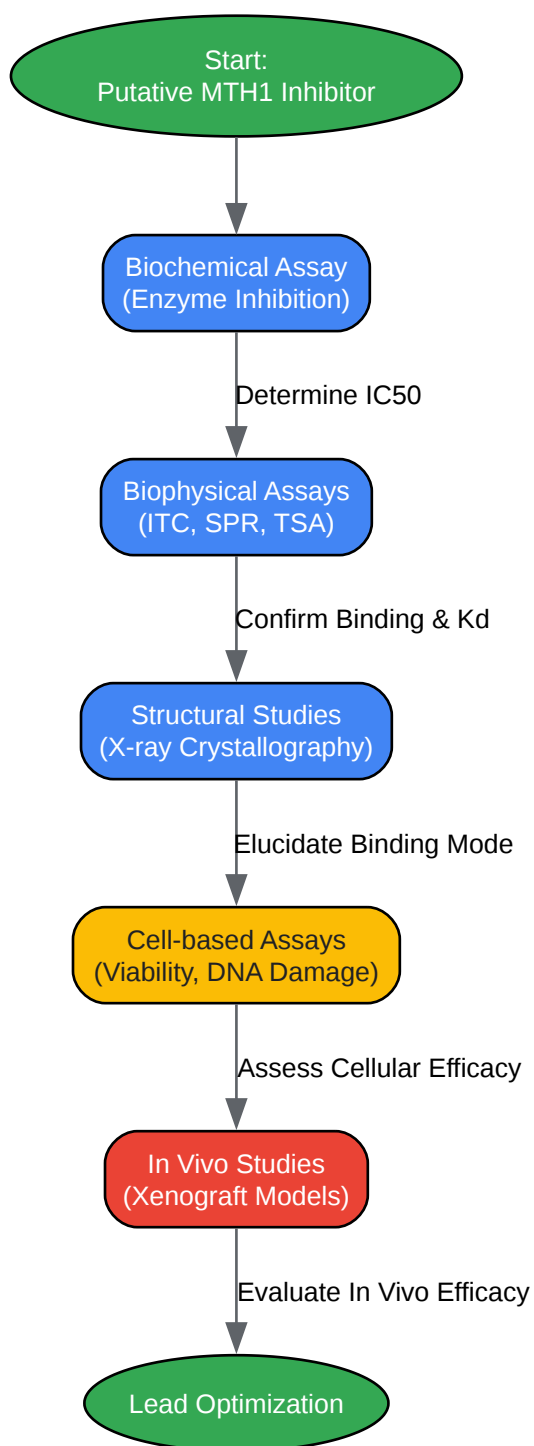 Start:
Putative MTH1 Inhibitor
Biochemical Assay
(Enzyme Inhibition)
Determine IC50
Biophysical Assays
(ITC, SPR, TSA)
Confirm Binding & Kd
Structural Studies
(X-ray Crystallography)
Elucidate Binding Mode
Cell-based Assays
(Viability, DNA Damage)
Assess Cellular Efficacy
In Vivo Studies
(Xenograft Models)
Evaluate In Vivo Efficacy
Lead Optimization